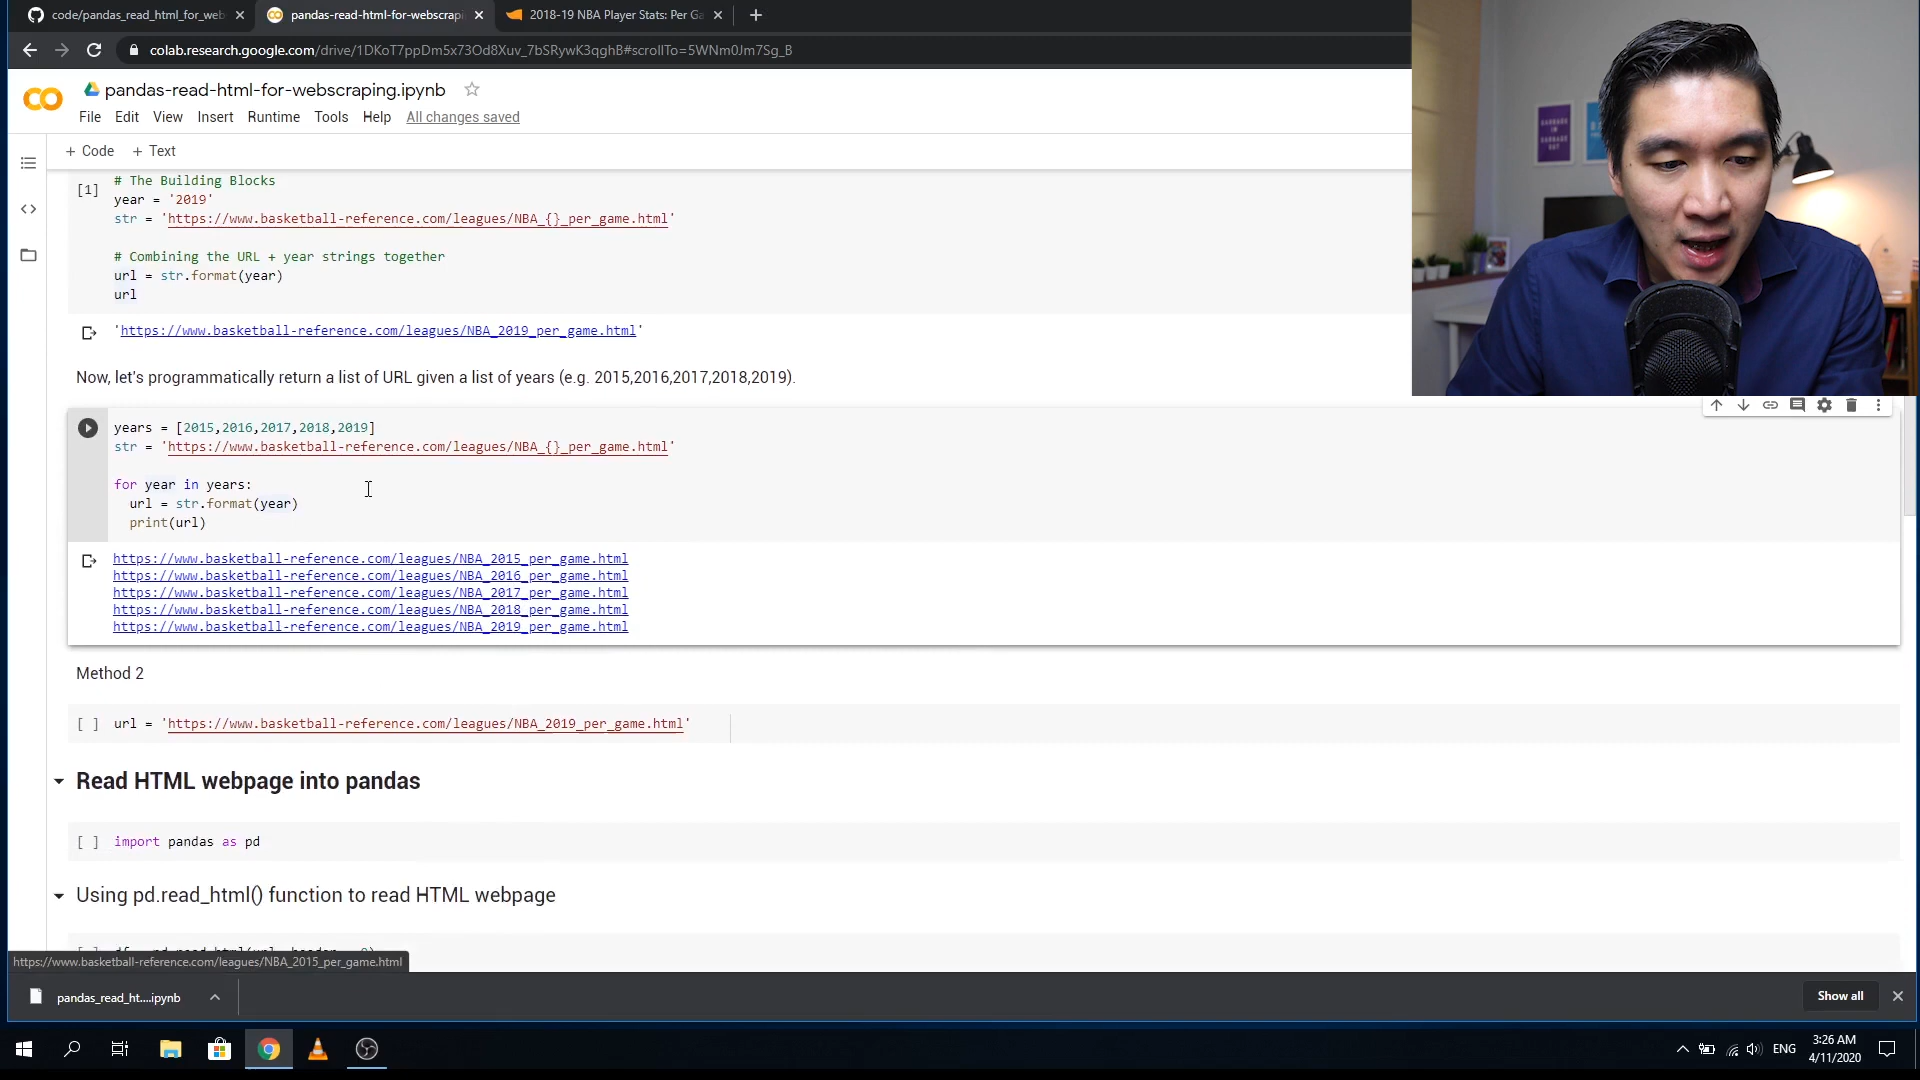 code/pandas_read_html_for_web
pandas-read-html-for-webscrapi
2018-19 NBA Player Stats: Per Ga
colab.research.google.com/drive/1DKoT7ppDm5x73Od8Xuv_7bSRywK3qghB#scrollTo=5WNm0Jm7Sg_B
pandas-read-html-for-webscraping.ipynb
File Edit View Insert Runtime Tools Help All changes saved
+ Code + Text
[1] # The Building Blocks
year = '2019'
str = 'https://www.basketball-reference.com/leagues/NBA_{}_per_game.html'
# Combining the URL + year strings together
url = str.format(year)
url
'https://www.basketball-reference.com/leagues/NBA_2019_per_game.html'
Now, let's programmatically return a list of URL given a list of years (e.g. 2015,2016,2017,2018,2019).
years = [2015,2016,2017,2018,2019]
str = 'https://www.basketball-reference.com/leagues/NBA_{}_per_game.html'
for year in years:
url = str.format(year)
print(url)
https://www.basketball-reference.com/leagues/NBA_2015_per_game.html
https://www.basketball-reference.com/leagues/NBA_2016_per_game.html
https://www.basketball-reference.com/leagues/NBA_2017_per_game.html
https://www.basketball-reference.com/leagues/NBA_2018_per_game.html
https://www.basketball-reference.com/leagues/NBA_2019_per_game.html
Method 2
[ ] url = 'https://www.basketball-reference.com/leagues/NBA_2019_per_game.html'
Read HTML webpage into pandas
[ ] import pandas as pd
Using pd.read_html() function to read HTML webpage
https://www.basketball-reference.com/leagues/NBA_2015_per_game.html
pandas_read_ht....ipynb
Show all
ENG
3:26 AM
4/11/2020